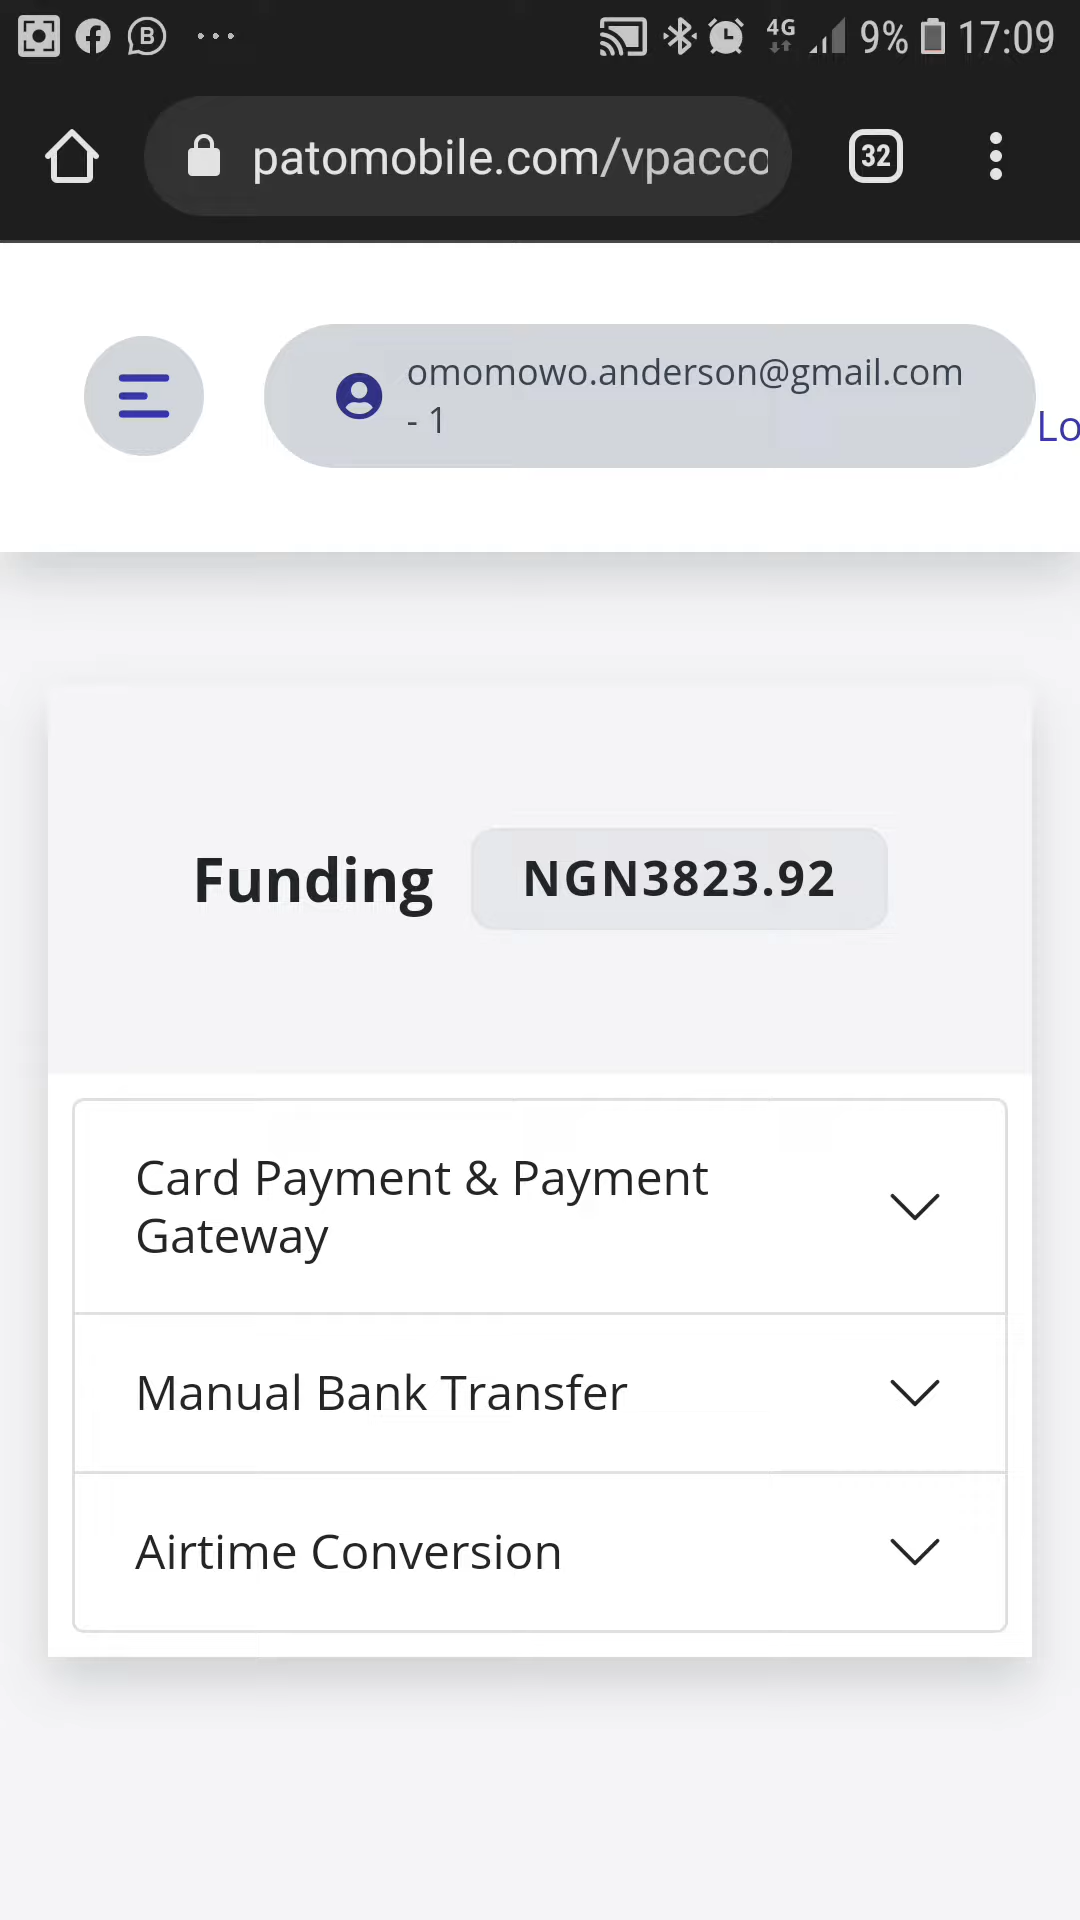 4G 9% 17:09
patomobile.com/vpacco
32
omomowo.anderson@gmail.com
- 1
Lo
Funding NGN3823.92
Card Payment & Payment
Gateway
Manual Bank Transfer
Airtime Conversion